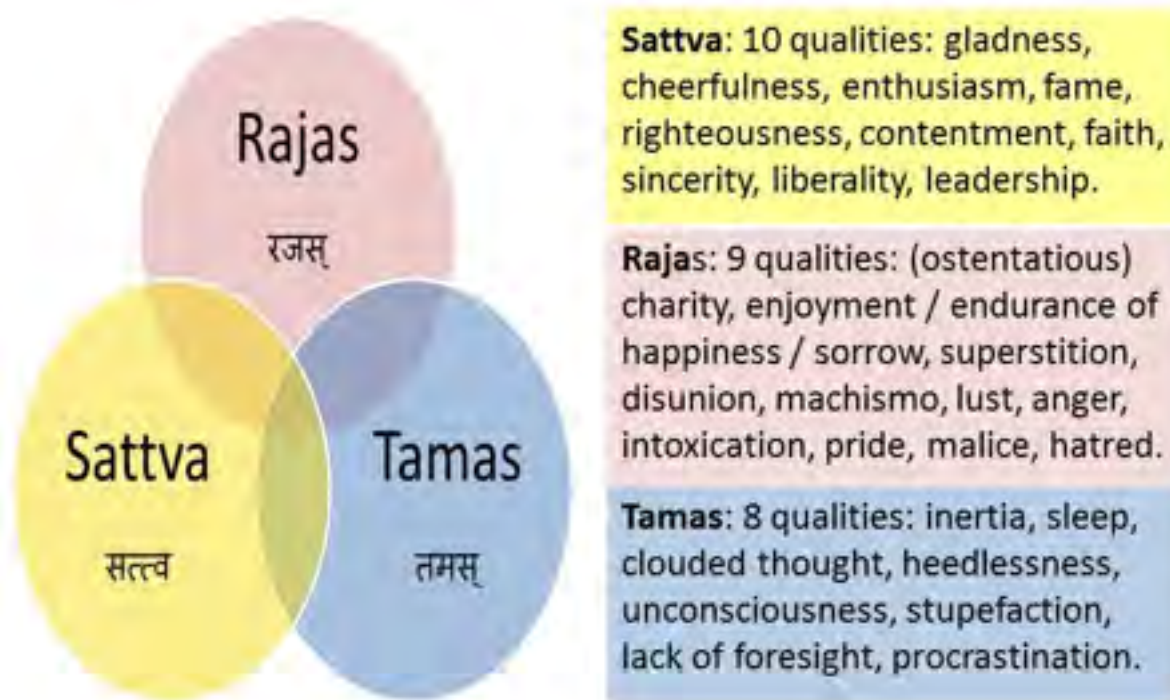 Rajas
रजस्
Sattva
सत्त्व
Tamas
तमस्
Sattva: 10 qualities: gladness,
cheerfulness, enthusiasm, fame,
righteousness, contentment, faith,
sincerity, liberality, leadership.
Rajas: 9 qualities: (ostentatious)
charity, enjoyment / endurance of
happiness / sorrow, superstition,
disunion, machismo, lust, anger,
intoxication, pride, malice, hatred.
Tamas: 8 qualities: inertia, sleep,
clouded thought, heedlessness,
unconsciousness, stupefaction,
lack of foresight, procrastination.